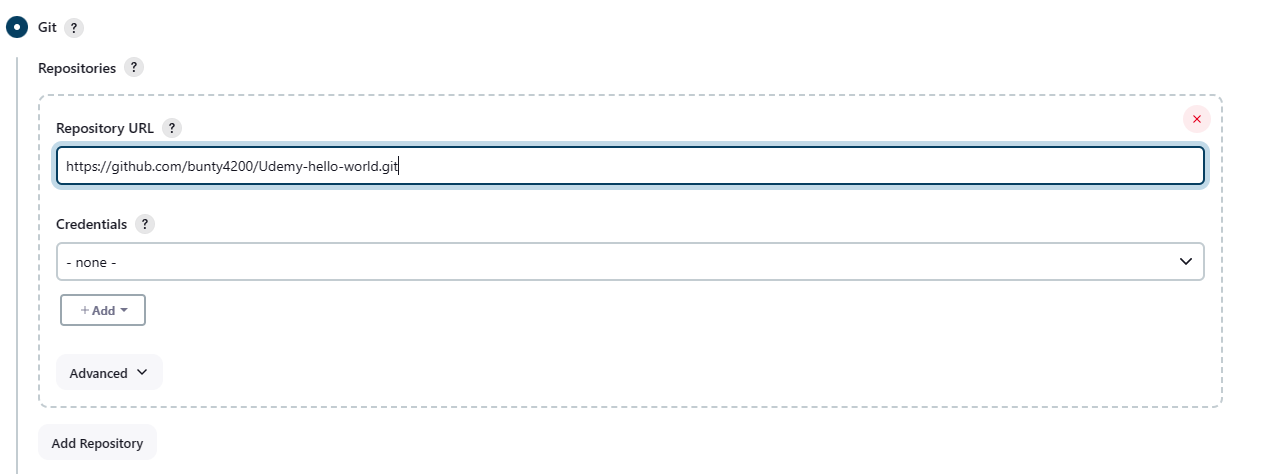 Git ?
Repositories ?
Repository URL ?
https://github.com/bunty4200/Udemy-hello-world.git
Credentials ?
- none -
+ Add
Advanced
Add Repository